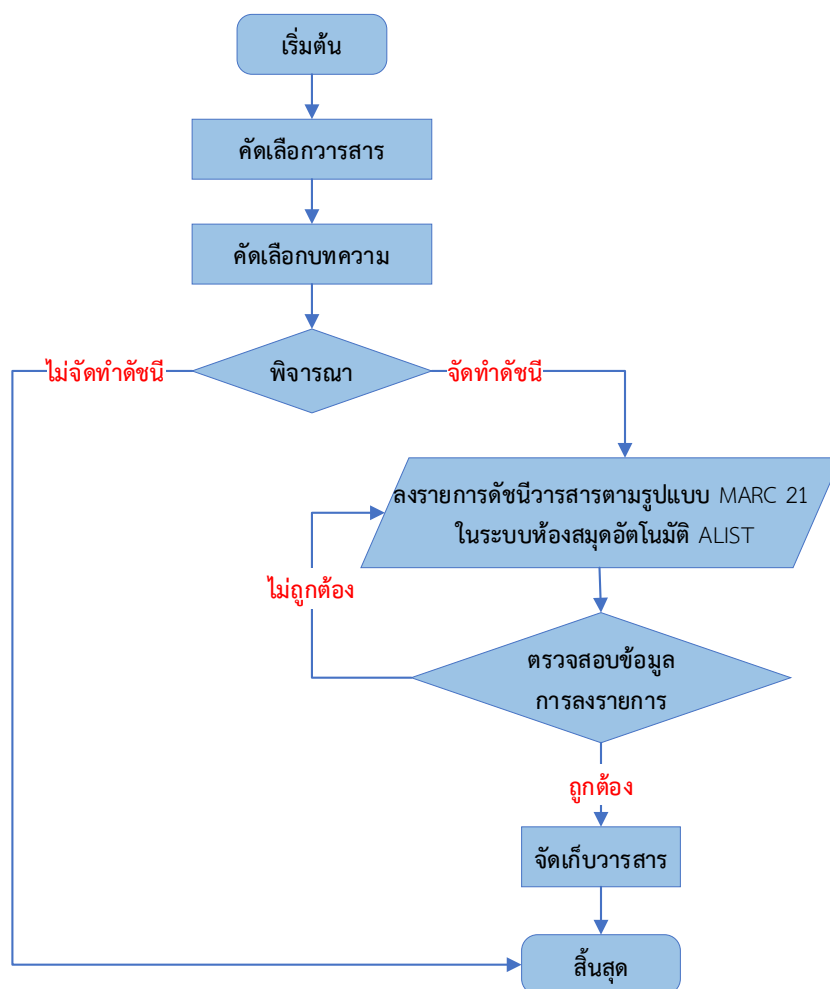 เริ่มต้น
คัดเลือกวารสาร
คัดเลือกบทความ
ไม่จัดทำดัชนี
พิจารณา
จัดทำดัชนี
ลงรายการดัชนีวารสารตามรูปแบบ MARC 21
ในระบบห้องสมุดอัตโนมัติ ALIST
ไม่ถูกต้อง
ตรวจสอบข้อมูล
การลงรายการ
ถูกต้อง
จัดเก็บวารสาร
สิ้นสุด